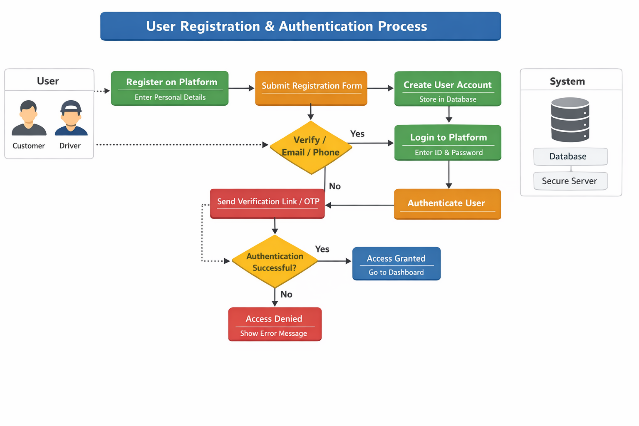 User Registration & Authentication Process
User
Customer
Driver
Register on Platform
Enter Personal Details
Submit Registration Form
Create User Account
Store in Database
System
Database
Secure Server
Verify /
Email / Phone
Yes
Login to Platform
Enter ID & Password
No
Send Verification Link / OTP
Authenticate User
Authentication
Successful?
Yes
Access Granted
Go to Dashboard
No
Access Denied
Show Error Message